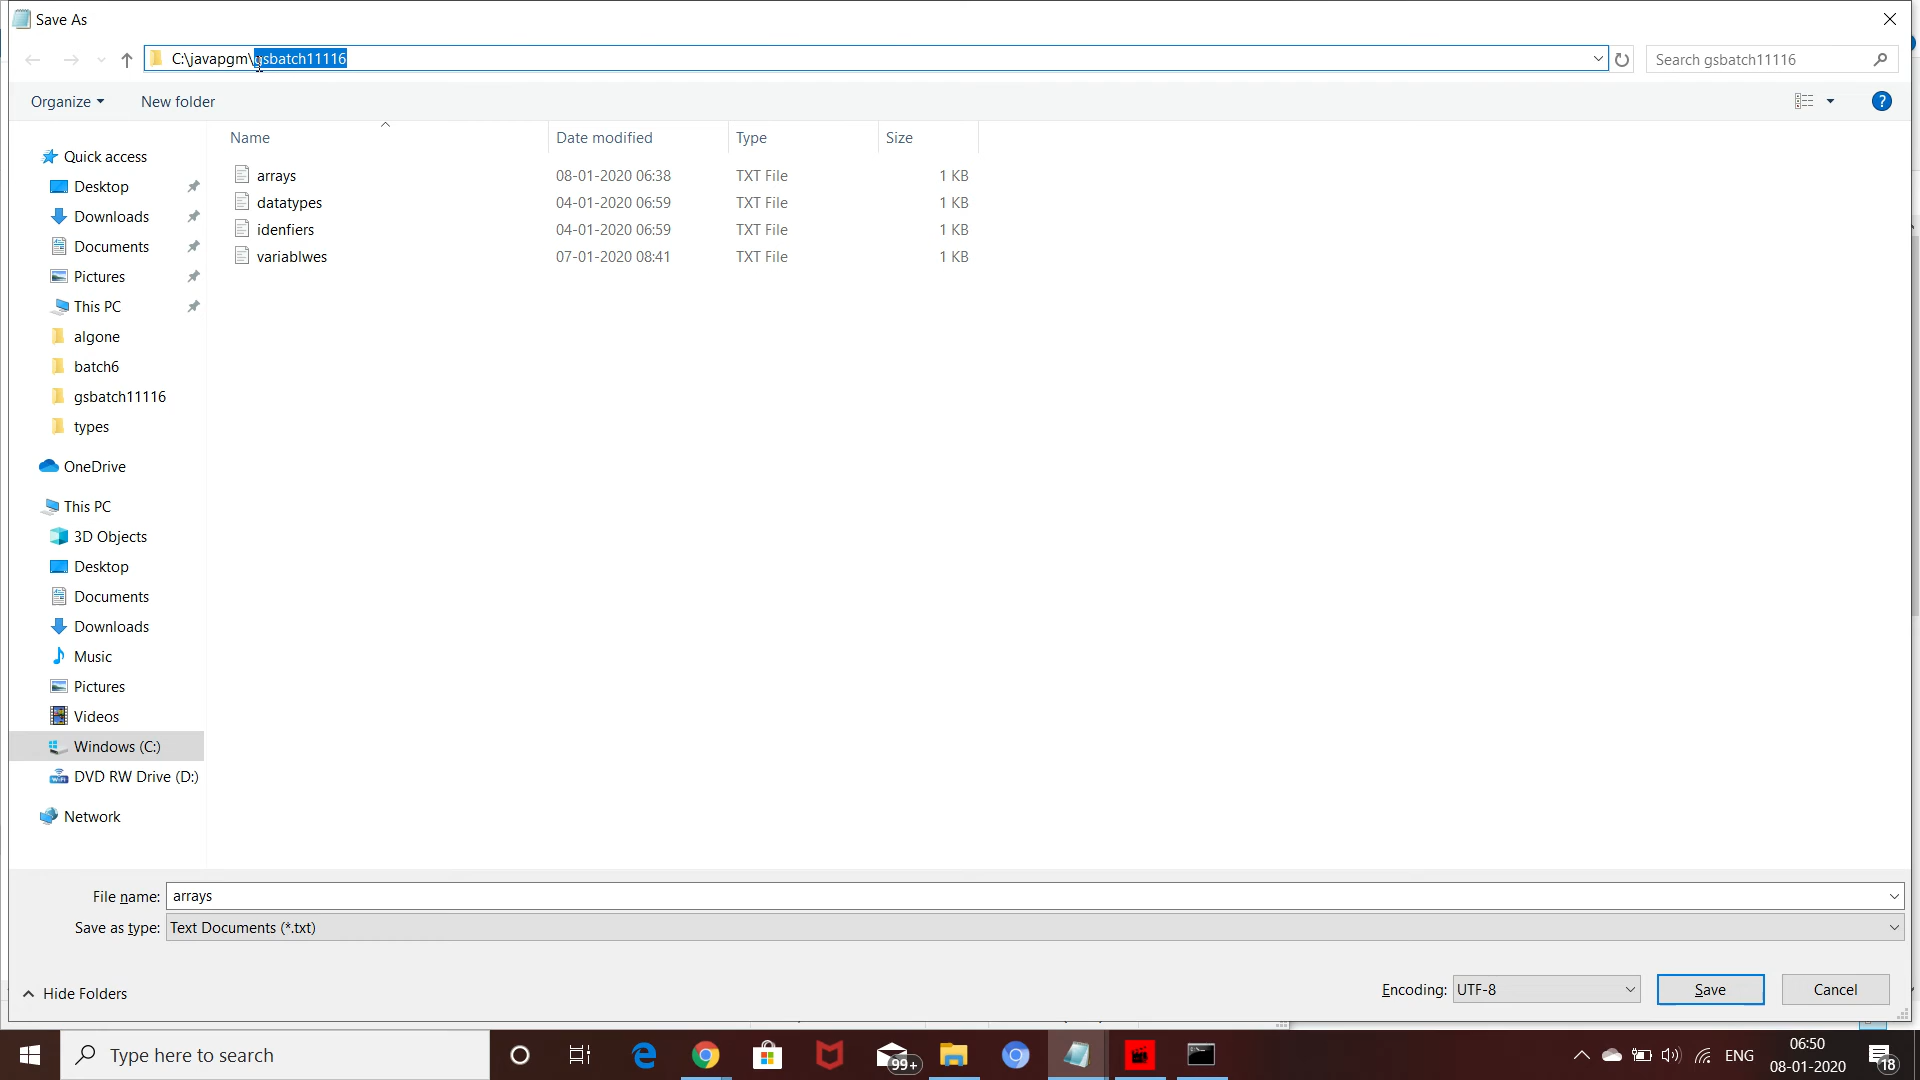 Save As
C:\javapgm\gsbatch11116
Search gsbatch11116
Organize
New folder
?
Name
Date modified
Type
Size
Quick access
Desktop
Downloads
Documents
Pictures
This PC
algone
batch6
gsbatch11116
types
OneDrive
This PC
3D Objects
Desktop
Documents
Downloads
Music
Pictures
Videos
Windows (C:)
DVD RW Drive (D:)
Network
arrays 08-01-2020 06:38 TXT File 1 KB
datatypes 04-01-2020 06:59 TXT File 1 KB
idenfiers 04-01-2020 06:59 TXT File 1 KB
variablwes 07-01-2020 08:41 TXT File 1 KB
File name: arrays
Save as type: Text Documents (*.txt)
Hide Folders
Encoding: UTF-8
Save
Cancel
Type here to search
99+
ENG
06:50
08-01-2020
18